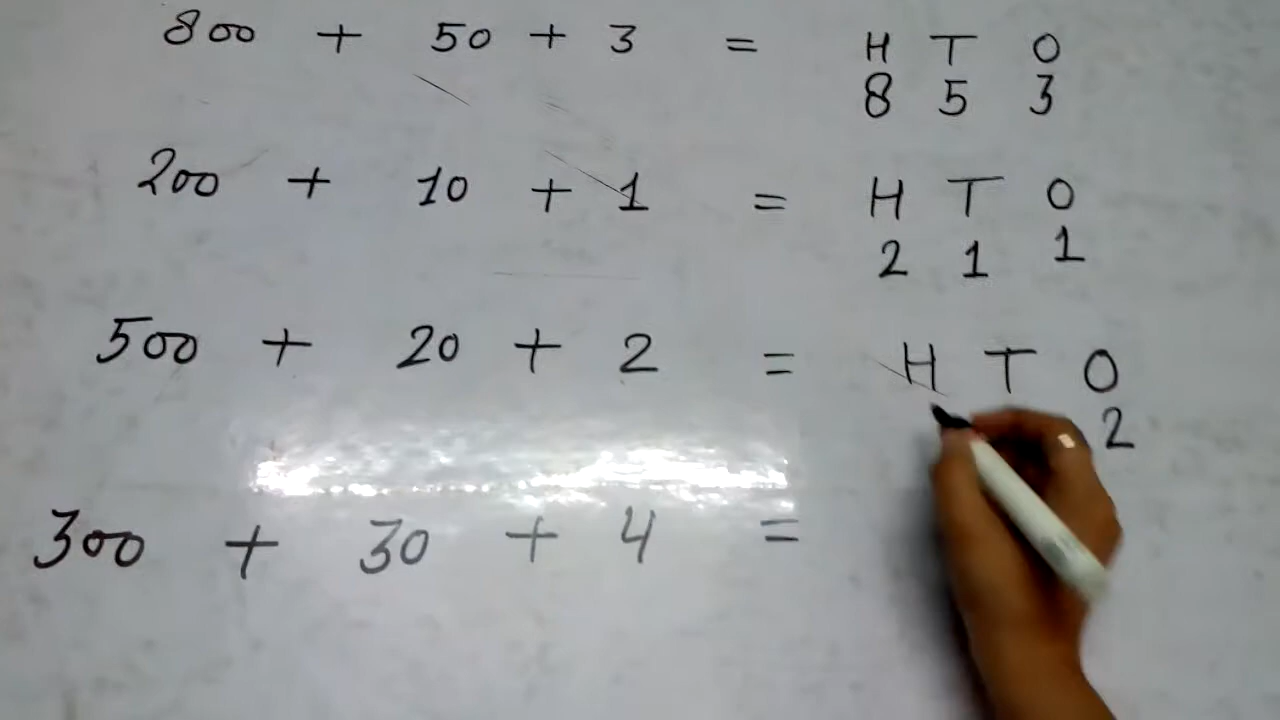 800 + 50 + 3 = H T O
8 5 3
200 + 10 + 1 = H T O
2 1 1
500 + 20 + 2 = H T O
2
300 + 30 + 4 =